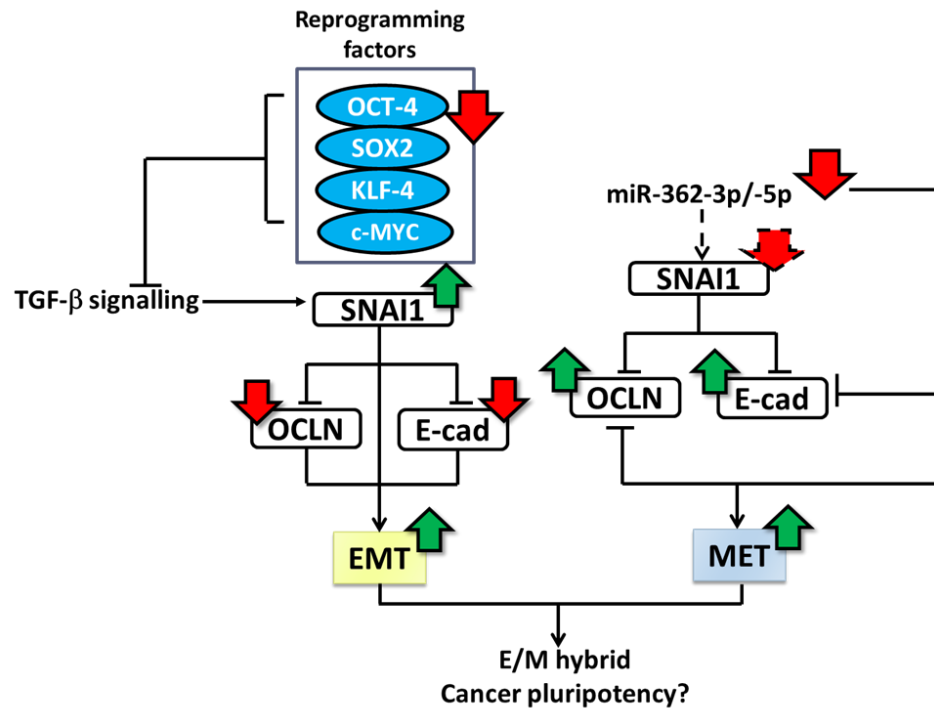 Reprogramming
factors
OCT-4
SOX2
KLF-4
c-MYC
miR-362-3p/-5p
SNAI1
TGF-β signalling
SNAI1
OCLN
E-cad
OCLN
E-cad
EMT
MET
E/M hybrid
Cancer pluripotency?